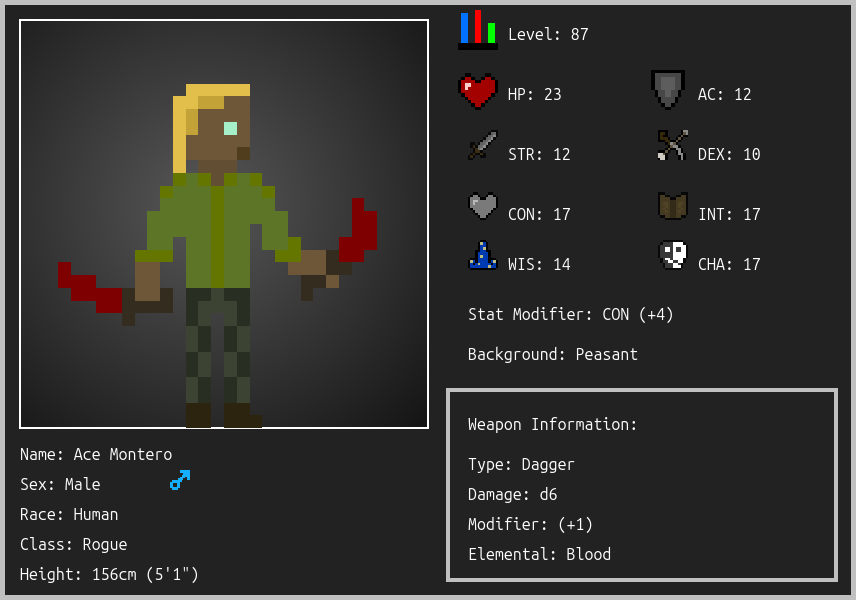 Level: 87
HP: 23
AC: 12
STR: 12
DEX: 10
CON: 17
INT: 17
WIS: 14
CHA: 17
Stat Modifier: CON (+4)
Background: Peasant
Weapon Information:
Type: Dagger
Damage: d6
Modifier: (+1)
Elemental: Blood
Name: Ace Montero
Sex: Male
Race: Human
Class: Rogue
Height: 156cm (5'1")